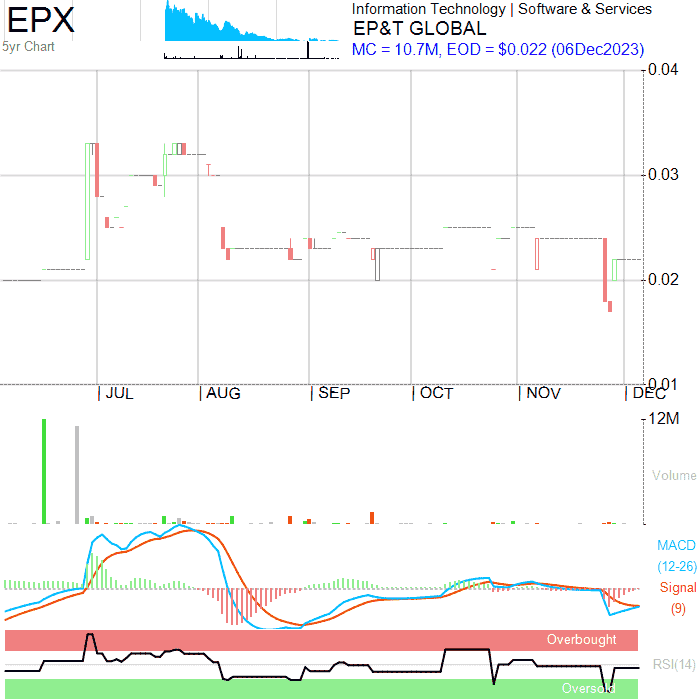 EPX
5yr Chart
Information Technology | Software & Services
EP&T GLOBAL
MC = 10.7M, EOD = $0.022 (06Dec2023)
0.04
0.03
0.02
0.01
JUL AUG SEP OCT NOV DEC
12M
Volume
MACD
(12-26)
Signal
(9)
Overbought
RSI(14)
Oversold